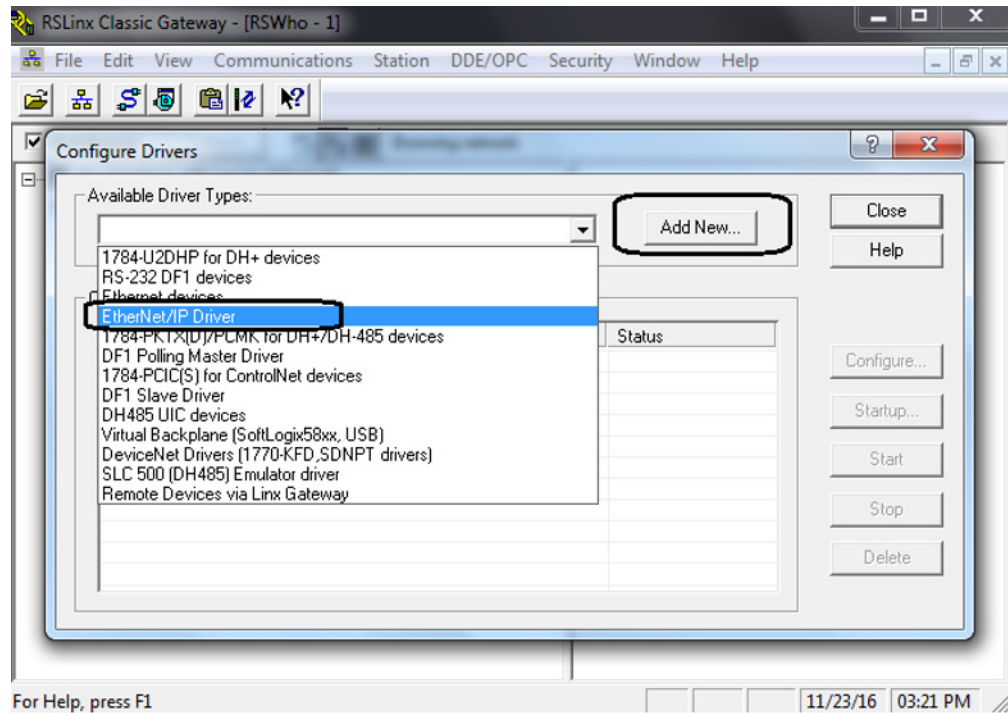 RSLinx Classic Gateway - [RSWho - 1]
File Edit View Communications Station DDE/OPC Security Window Help
Configure Drivers
Available Driver Types:
Add New...
Close
Help
1784-U2DHP for DH+ devices
RS-232 DF1 devices
Ethernet devices
EtherNet/IP Driver
1784-PKTX(D)/PCMK for DH+/DH-485 devices
DF1 Polling Master Driver
1784-PCIC(S) for ControlNet devices
DF1 Slave Driver
DH485 UIC devices
Virtual Backplane (SoftLogix58xx, USB)
DeviceNet Drivers (1770-KFD,SDNPT drivers)
SLC 500 (DH485) Emulator driver
Remote Devices via Linx Gateway
Status
Configure...
Startup...
Start
Stop
Delete
For Help, press F1
11/23/16 03:21 PM